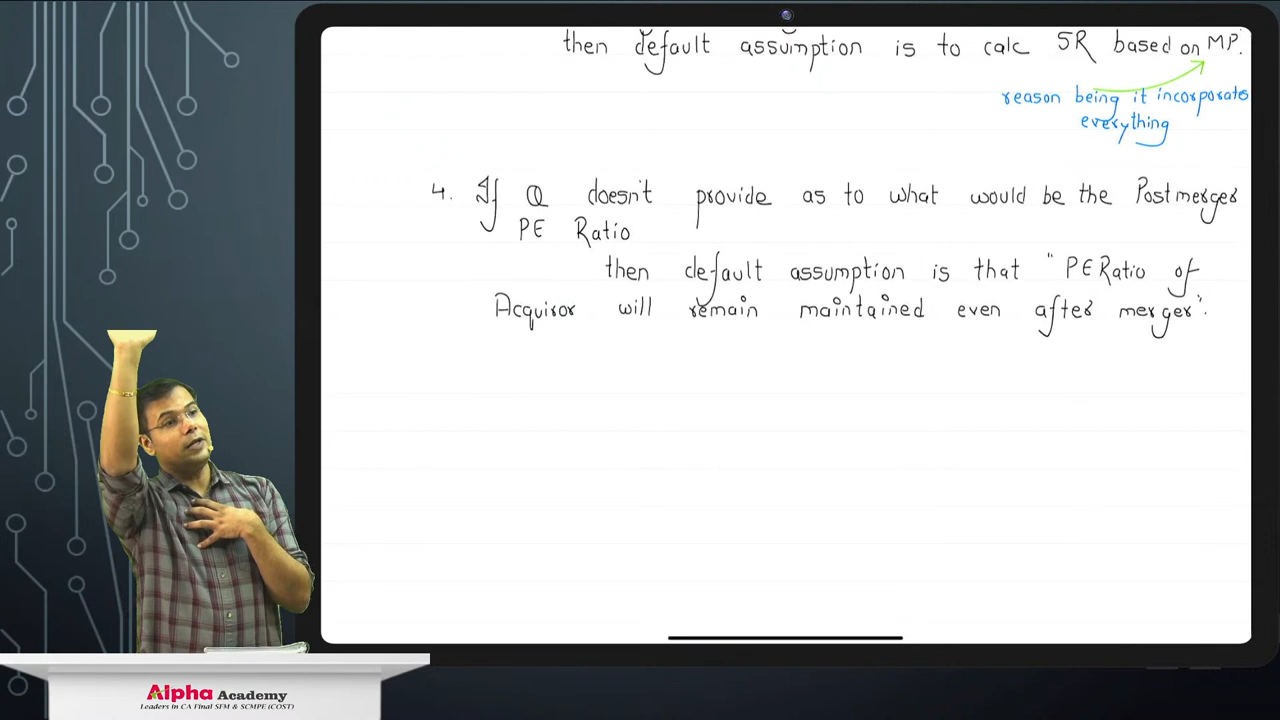 then default assumption is to calc SR based on MP.
reason being it incorporates
everything
4. If Q doesn't provide as to what would be the Postmerger
PE Ratio
then default assumption is that "PE Ratio of
Acquiror will remain maintained even after merger".
Alpha Academy
Leaders in CA Final SFM & SCMPE (COST)